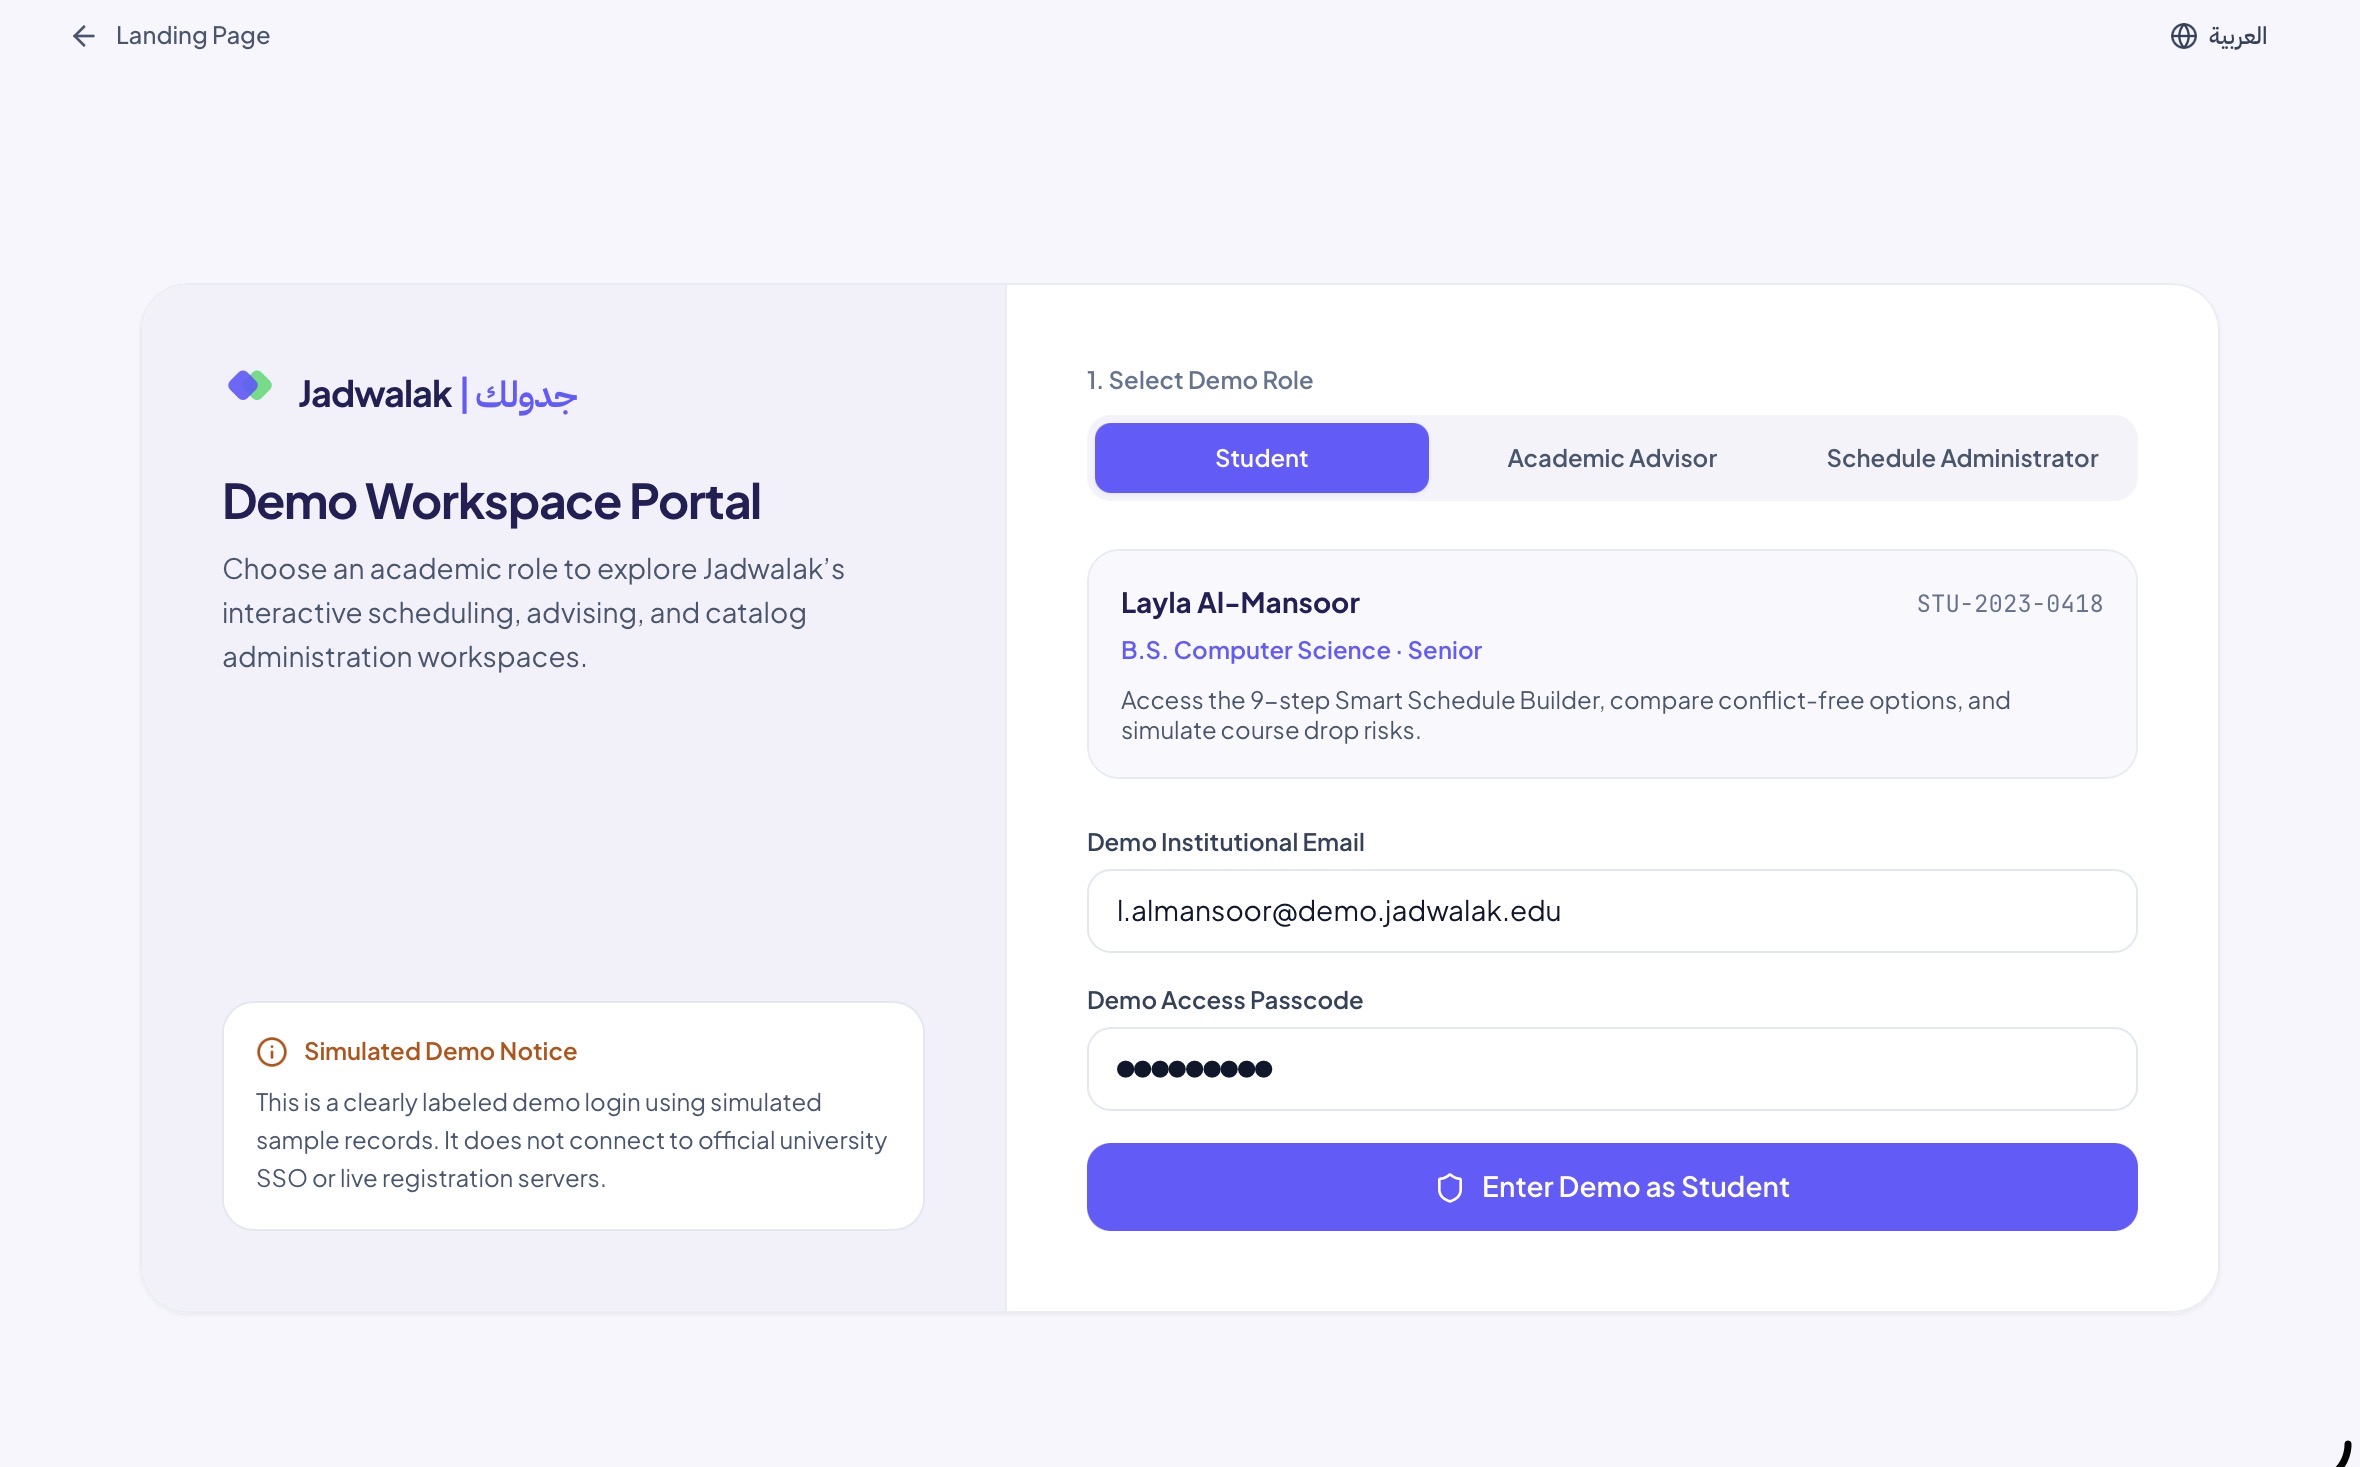 Landing Page
العربية
Jadwalak | جدولك
Demo Workspace Portal
Choose an academic role to explore Jadwalak’s
interactive scheduling, advising, and catalog
administration workspaces.
Simulated Demo Notice
This is a clearly labeled demo login using simulated
sample records. It does not connect to official university
SSO or live registration servers.
1. Select Demo Role
Student
Academic Advisor
Schedule Administrator
Layla Al-Mansoor
STU-2023-0418
B.S. Computer Science · Senior
Access the 9-step Smart Schedule Builder, compare conflict-free options, and
simulate course drop risks.
Demo Institutional Email
l.almansoor@demo.jadwalak.edu
Demo Access Passcode
●●●●●●●●●
Enter Demo as Student